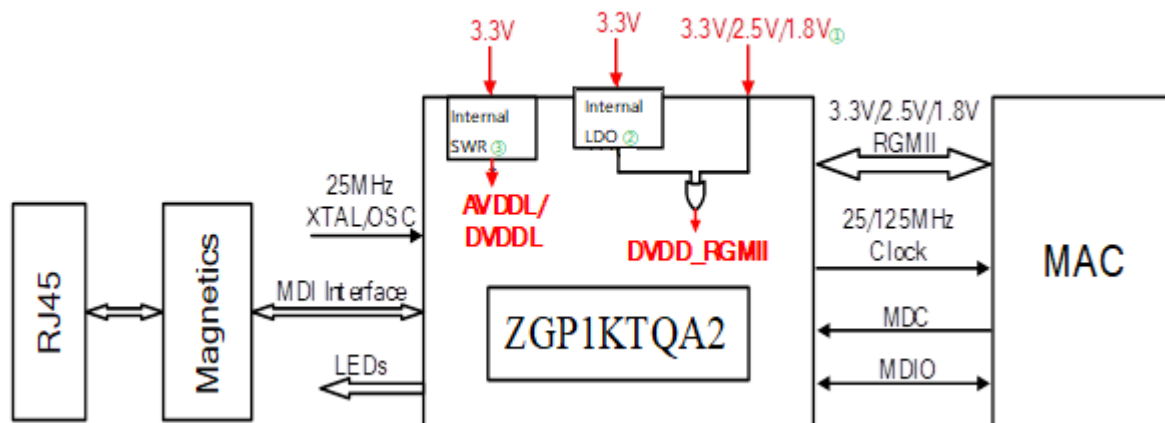 3.3V
3.3V
3.3V/2.5V/1.8V①
Internal
SWR ③
Internal
LDO ②
AVDDL/
DVDDL
DVDD_RGMII
25MHz
XTAL/OSC
MDI Interface
LEDs
RJ45
Magnetics
ZGP1KTQA2
3.3V/2.5V/1.8V
RGMII
25/125MHz
Clock
MDC
MDIO
MAC